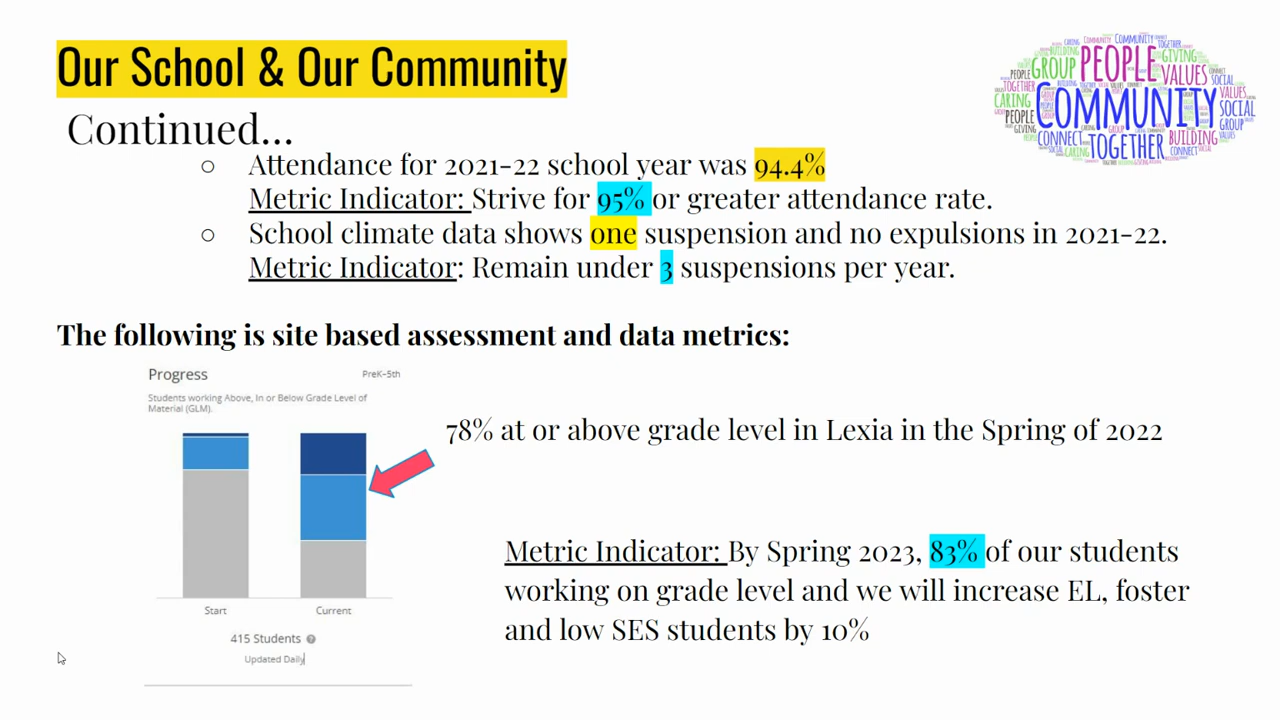 Our School & Our Community
Continued...
COMMUNITY
PEOPLE
GROUP
GIVING
VALUES
TOGETHER
CARING
CONNECT
BUILDING
SOCIAL
GROUP
○ Attendance for 2021-22 school year was 94.4%
Metric Indicator: Strive for 95% or greater attendance rate.
○ School climate data shows one suspension and no expulsions in 2021-22.
Metric Indicator: Remain under 3 suspensions per year.
The following is site based assessment and data metrics:
Progress PreK–5th
Students working Above, In or Below Grade Level of
Material (GLM).
78% at or above grade level in Lexia in the Spring of 2022
Metric Indicator: By Spring 2023, 83% of our students
working on grade level and we will increase EL, foster
and low SES students by 10%
Start Current
415 Students
Updated Daily